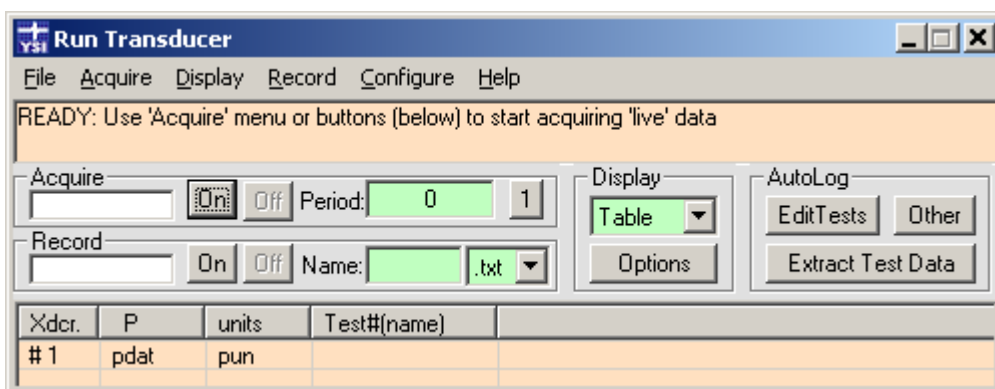 YSI Run Transducer
File Acquire Display Record Configure Help
READY: Use 'Acquire' menu or buttons (below) to start acquiring 'live' data
Acquire
On Off Period: 0 1
Display
Table
Options
AutoLog
EditTests Other
Extract Test Data
Record
On Off Name: .txt
Xdcr. P units Test#(name)
# 1 pdat pun